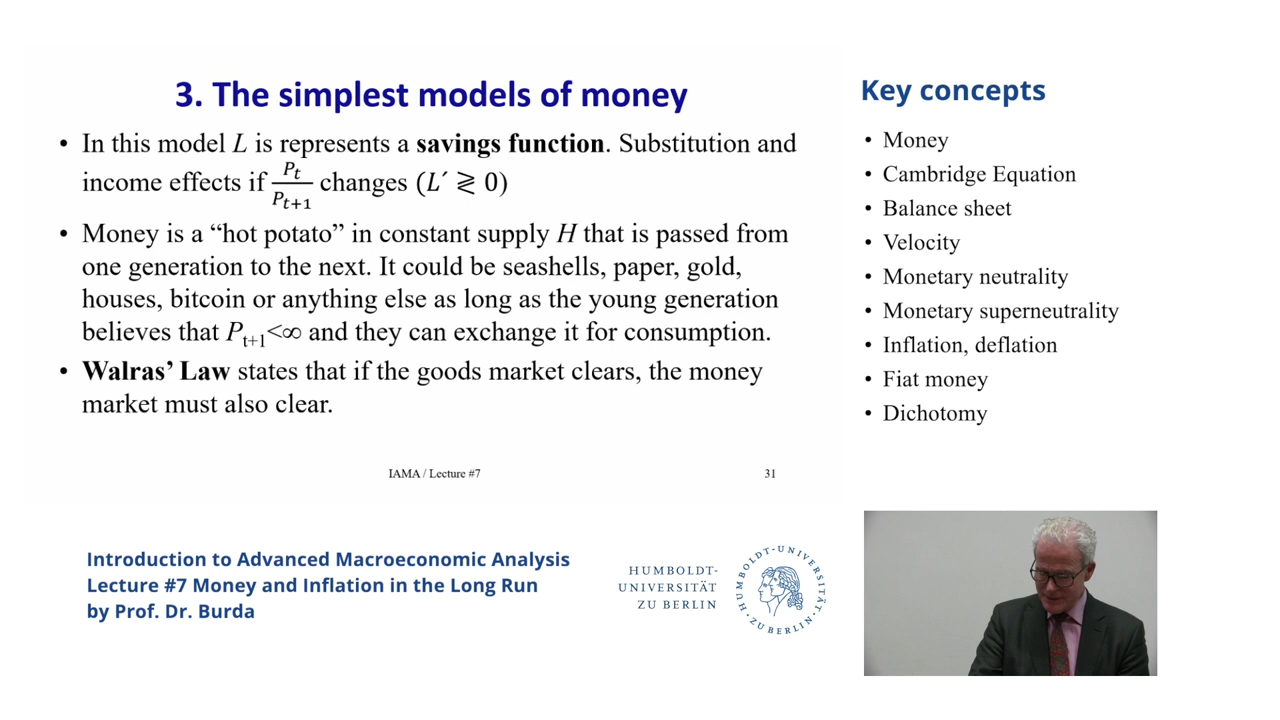 3. The simplest models of money
• In this model L is represents a savings function. Substitution and
income effects if P_t/P_{t+1} changes (L´ ≷ 0)
• Money is a “hot potato” in constant supply H that is passed from
one generation to the next. It could be seashells, paper, gold,
houses, bitcoin or anything else as long as the young generation
believes that P_{t+1}<∞ and they can exchange it for consumption.
• Walras’ Law states that if the goods market clears, the money
market must also clear.
IAMA / Lecture #7
31
Key concepts
• Money
• Cambridge Equation
• Balance sheet
• Velocity
• Monetary neutrality
• Monetary superneutrality
• Inflation, deflation
• Fiat money
• Dichotomy
Introduction to Advanced Macroeconomic Analysis
Lecture #7 Money and Inflation in the Long Run
by Prof. Dr. Burda
HUMBOLDT-
UNIVERSITÄT
ZU BERLIN
HUMBOLDT-UNIVERSITÄT
·ZU BERLIN·